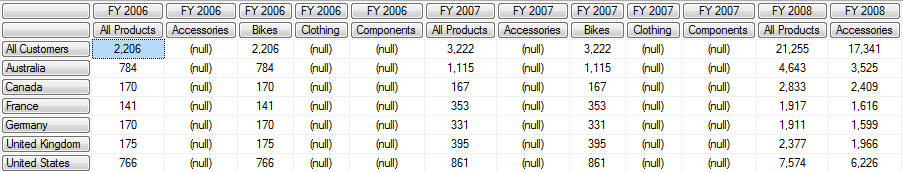 FY 2006 FY 2006 FY 2006 FY 2006 FY 2006 FY 2007 FY 2007 FY 2007 FY 2007 FY 2007 FY 2008 FY 2008
All Products Accessories Bikes Clothing Components All Products Accessories Bikes Clothing Components All Products Accessories
All Customers 2,206 (null) 2,206 (null) (null) 3,222 (null) 3,222 (null) (null) 21,255 17,341
Australia 784 (null) 784 (null) (null) 1,115 (null) 1,115 (null) (null) 4,643 3,525
Canada 170 (null) 170 (null) (null) 167 (null) 167 (null) (null) 2,833 2,409
France 141 (null) 141 (null) (null) 353 (null) 353 (null) (null) 1,917 1,616
Germany 170 (null) 170 (null) (null) 331 (null) 331 (null) (null) 1,911 1,599
United Kingdom 175 (null) 175 (null) (null) 395 (null) 395 (null) (null) 2,377 1,966
United States 766 (null) 766 (null) (null) 861 (null) 861 (null) (null) 7,574 6,226